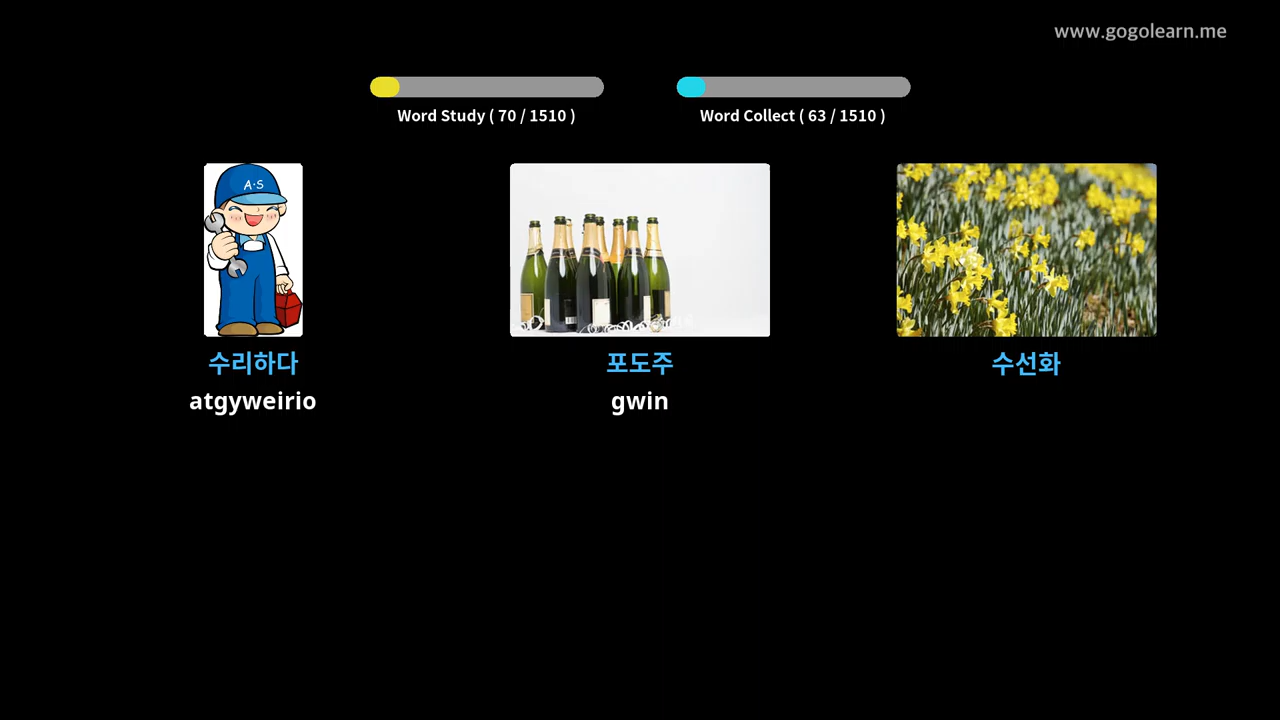 www.gogolearn.me
Word Study ( 70 / 1510 )
Word Collect ( 63 / 1510 )
A·S
수리하다
포도주
수선화
atgyweirio
gwin